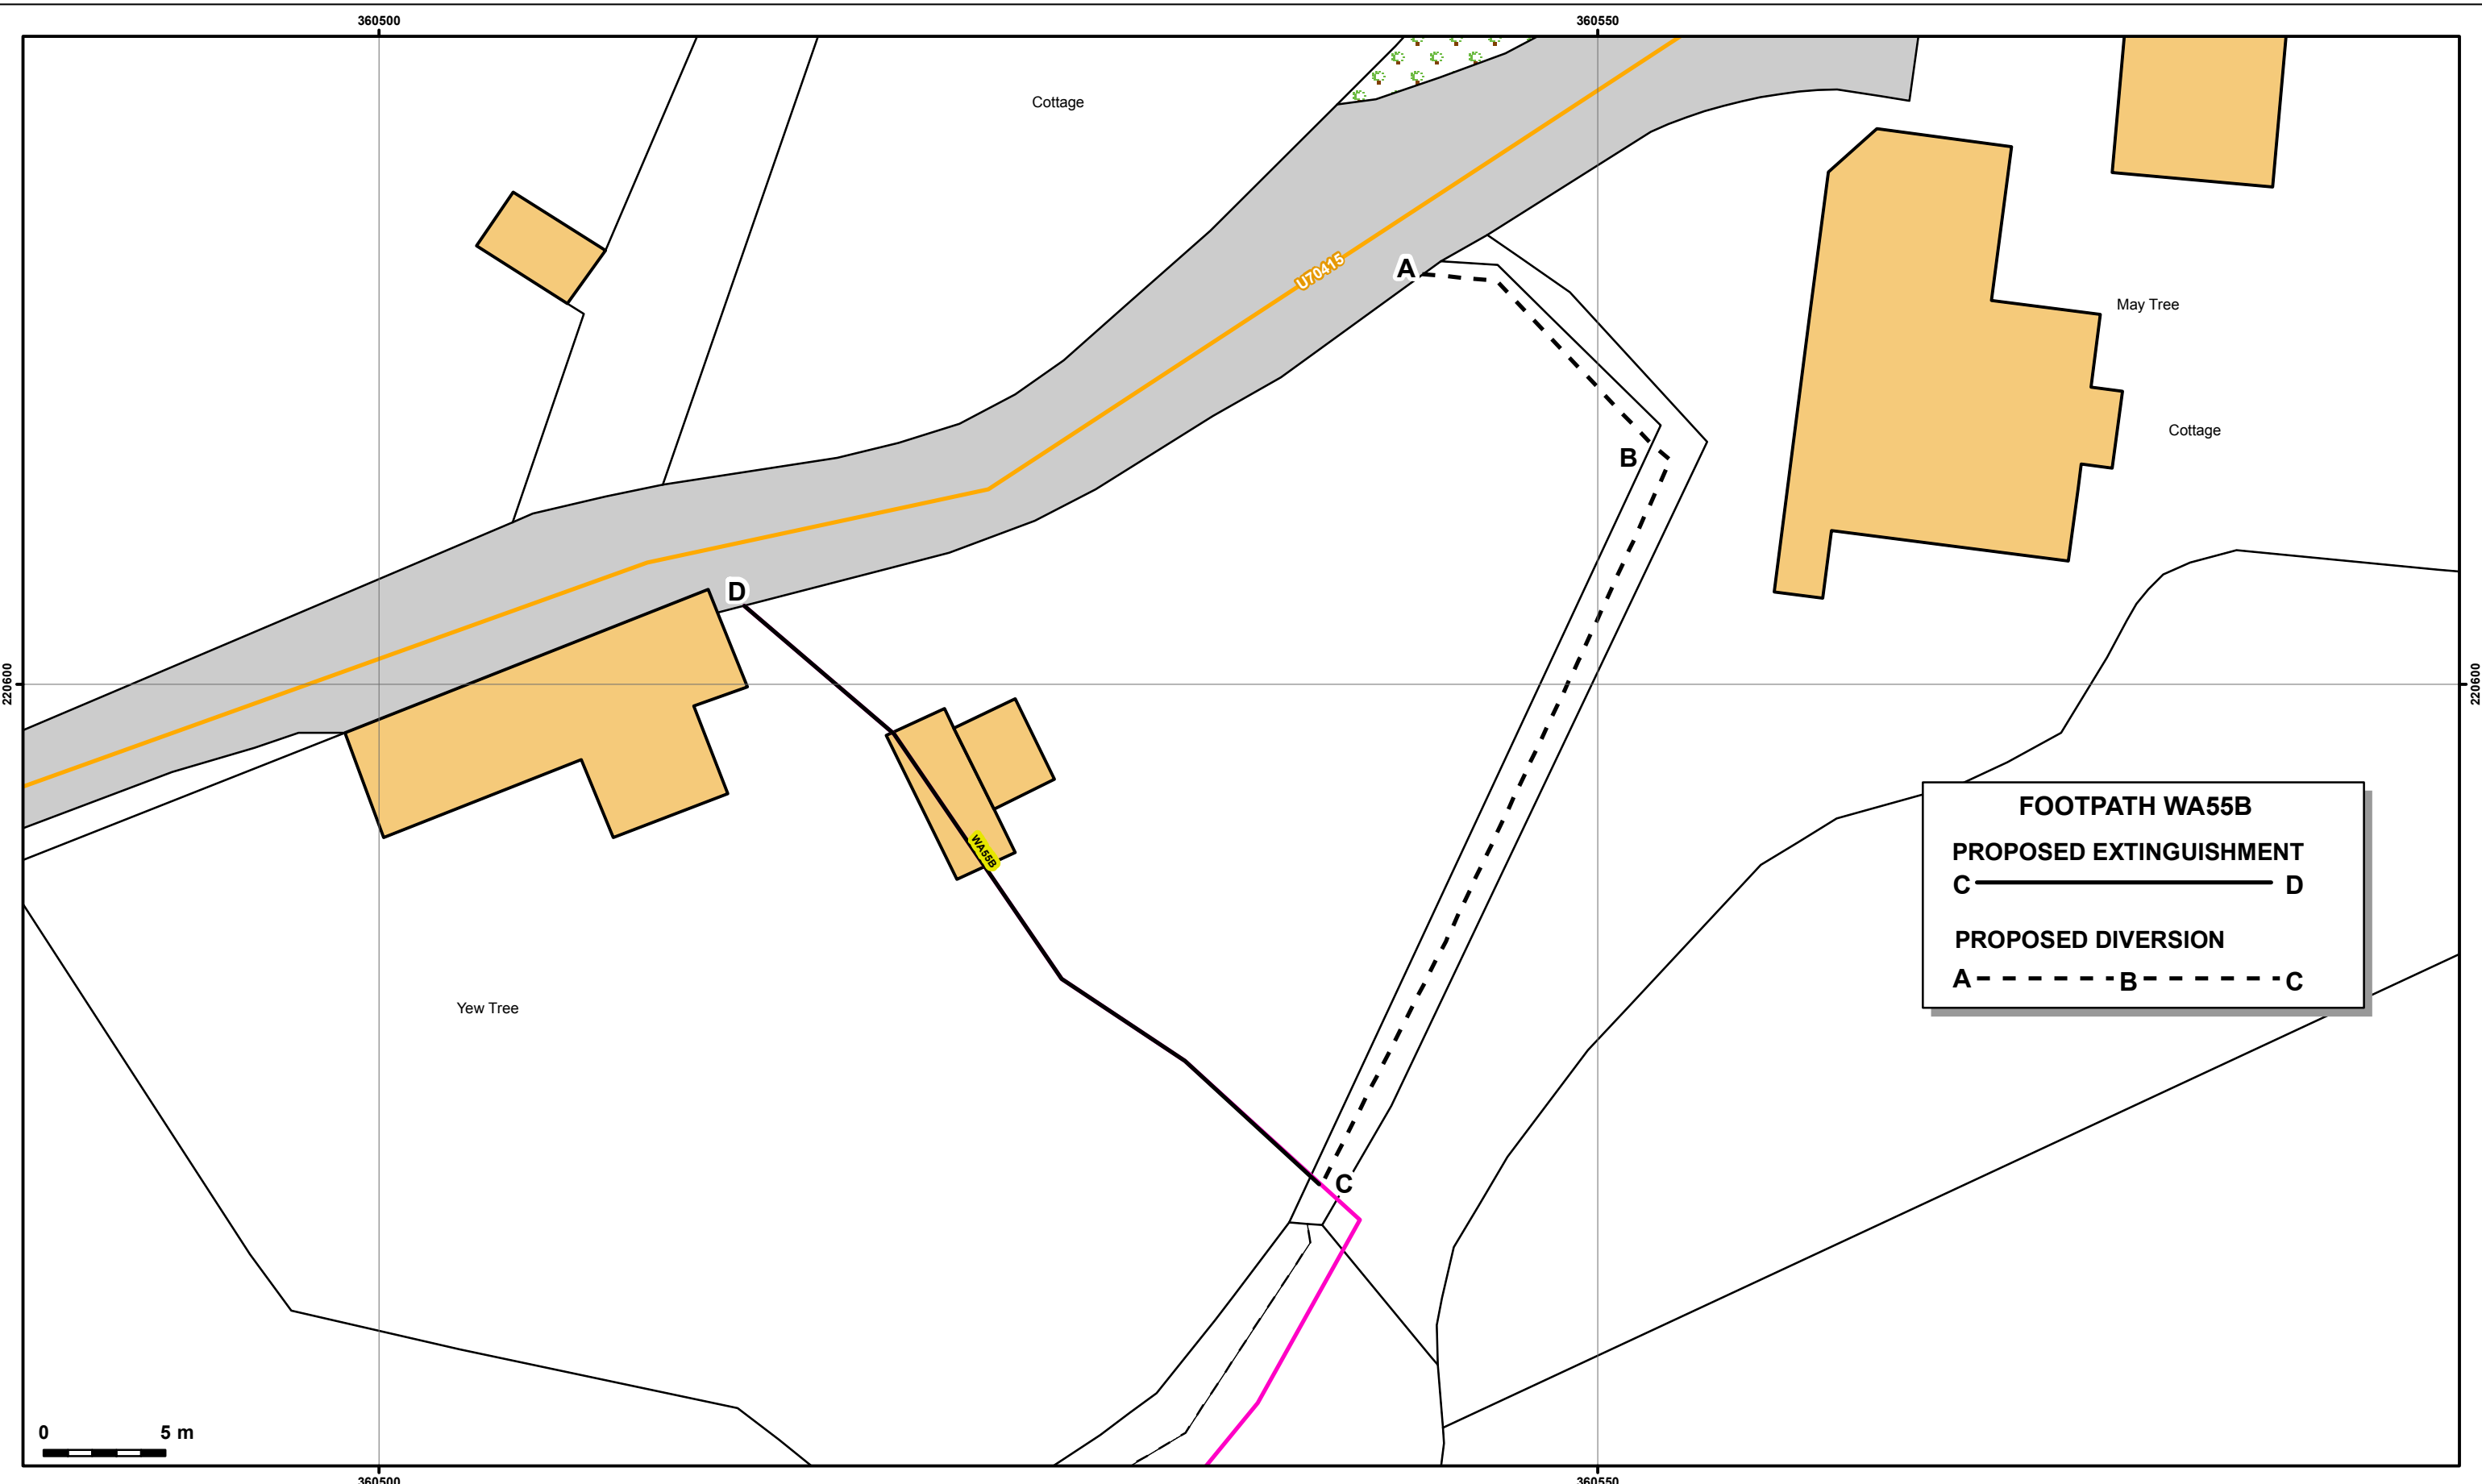 360500
360550
Cottage
U70415
A
May Tree
Cottage
B
D
220600
220600
WA55B
FOOTPATH WA55B
PROPOSED EXTINGUISHMENT
C D
PROPOSED DIVERSION
A B C
Yew Tree
C
0 5 m
360500
360550